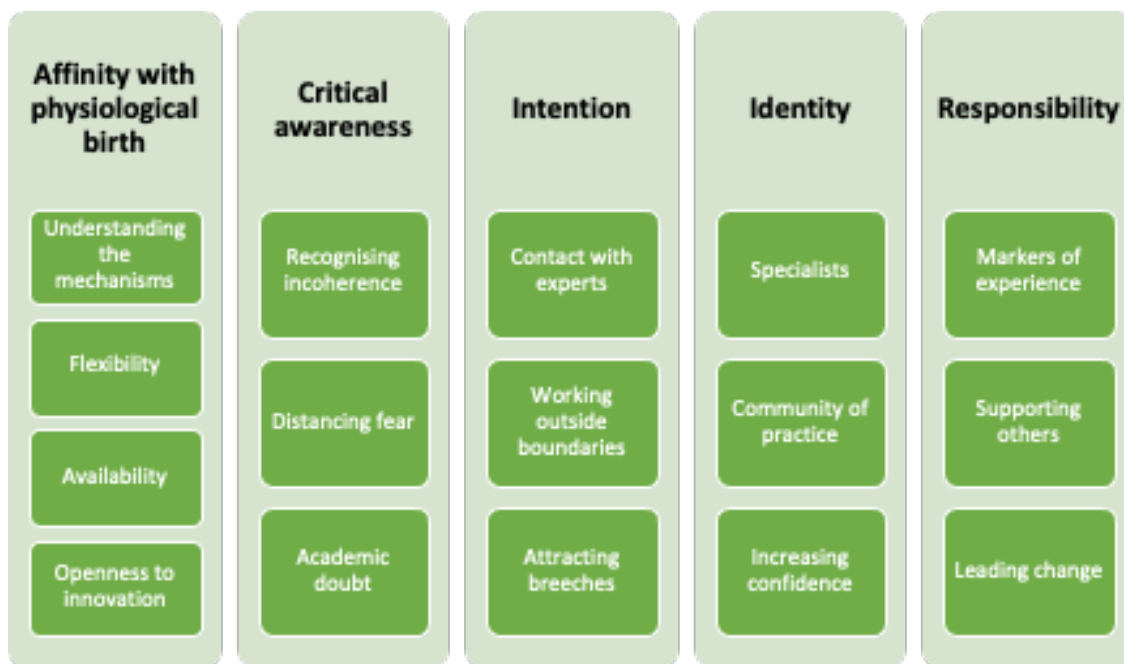 Affinity with
physiological
birth
Understanding
the
mechanisms
Flexibility
Availability
Openness to
innovation
Critical
awareness
Recognising
incoherence
Distancing fear
Academic
doubt
Intention
Contact with
experts
Working
outside
boundaries
Attracting
breeches
Identity
Specialists
Community of
practice
Increasing
confidence
Responsibility
Markers of
experience
Supporting
others
Leading change